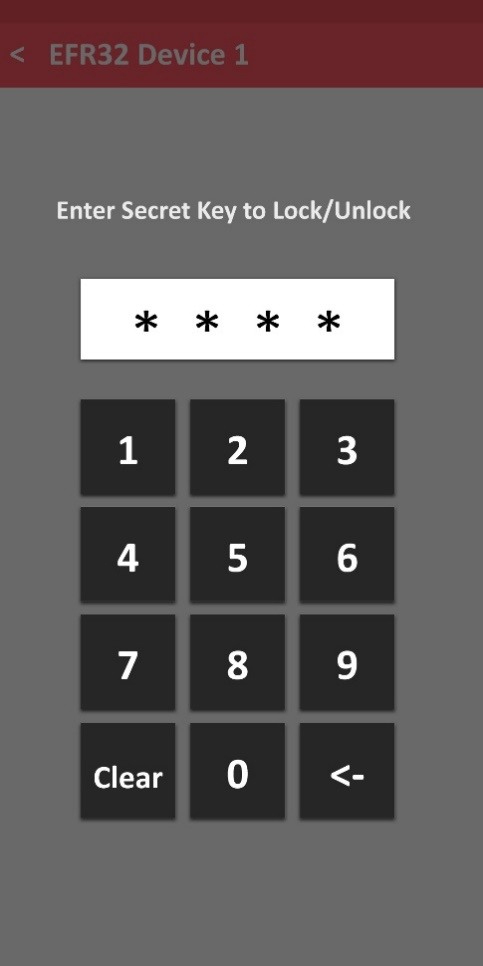 < EFR32 Device 1
Enter Secret Key to Lock/Unlock
* * * *
1 2 3
4 5 6
7 8 9
Clear 0 <-